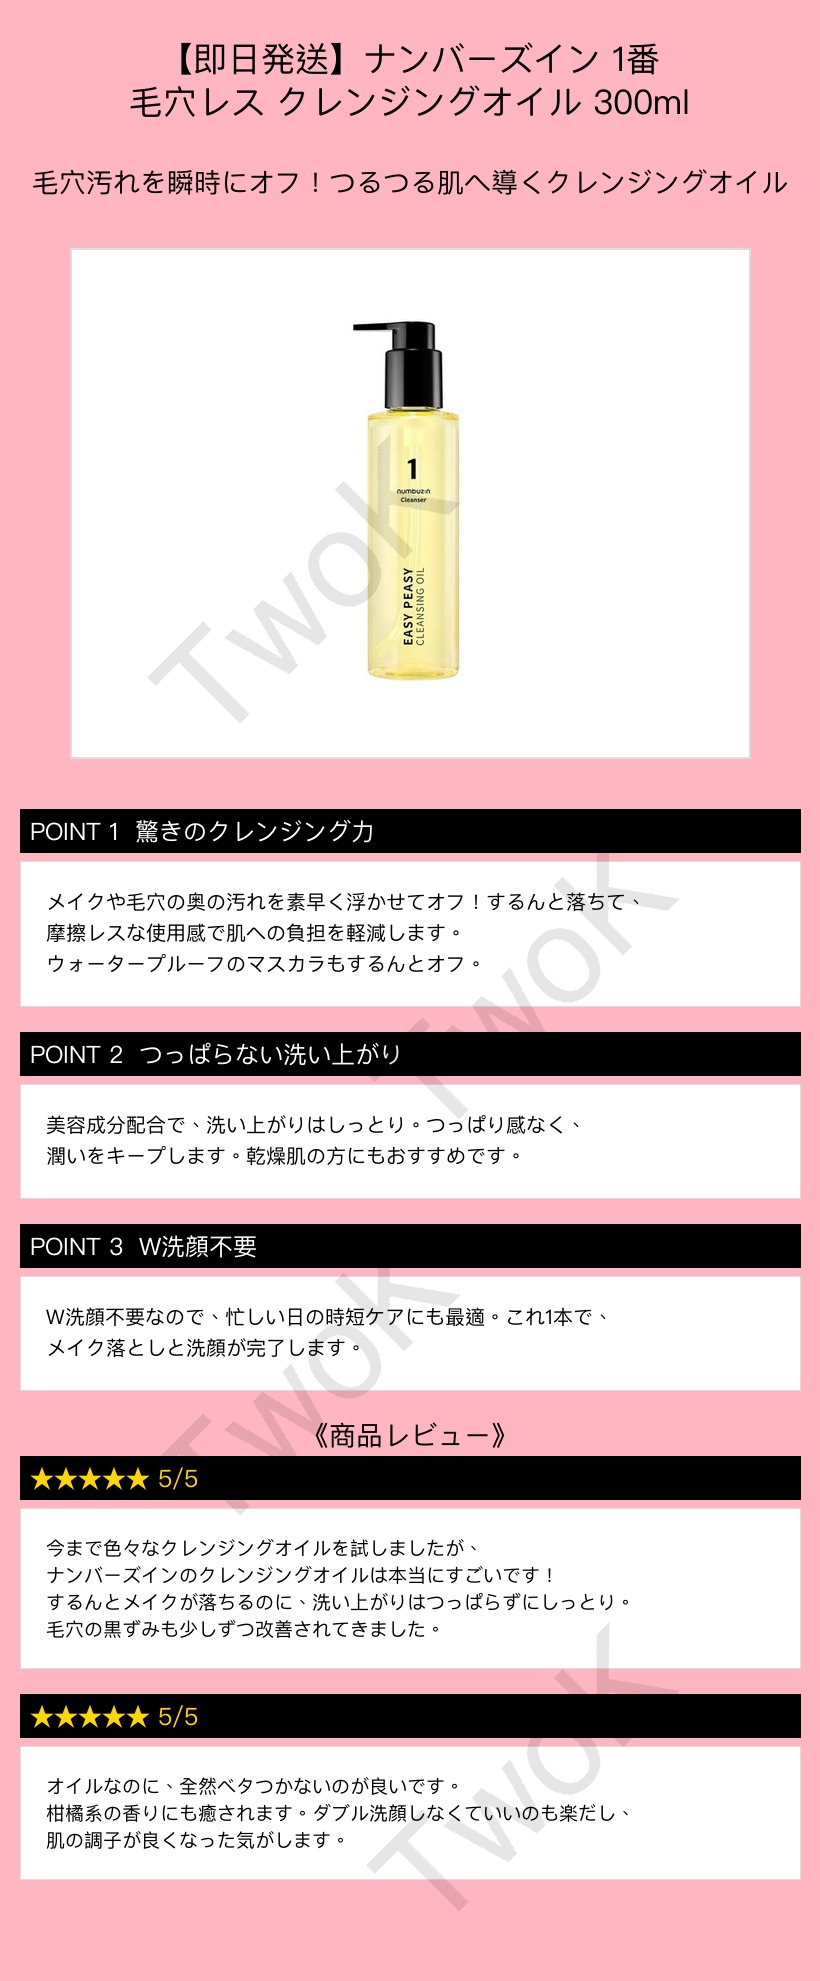 【即日発送】ナンバーズイン 1番
毛穴レス クレンジングオイル 300ml
毛穴汚れを瞬時にオフ！つるつる肌へ導くクレンジングオイル
1
numbuzin
Cleanser
EASY PEASY
CLEANSING OIL
TwoK
POINT 1 驚きのクレンジング力
メイクや毛穴の奥の汚れを素早く浮かせてオフ！するんと落ちて、
摩擦レスな使用感で肌への負担を軽減します。
ウォータープルーフのマスカラもするんとオフ。
TwoK
POINT 2 つっぱらない洗い上がり
美容成分配合で、洗い上がりはしっとり。つっぱり感なく、
潤いをキープします。乾燥肌の方にもおすすめです。
POINT 3 W洗顔不要
W洗顔不要なので、忙しい日の時短ケアにも最適。これ1本で、
メイク落としと洗顔が完了します。
TwoK
《商品レビュー》
★★★★★ 5/5
今まで色々なクレンジングオイルを試しましたが、
ナンバーズインのクレンジングオイルは本当にすごいです！
するんとメイクが落ちるのに、洗い上がりはつっぱらずにしっとり。
毛穴の黒ずみも少しずつ改善されてきました。
★★★★★ 5/5
オイルなのに、全然ベタつかないのが良いです。
柑橘系の香りにも癒されます。ダブル洗顔しなくていいのも楽だし、
肌の調子が良くなった気がします。
TwoK